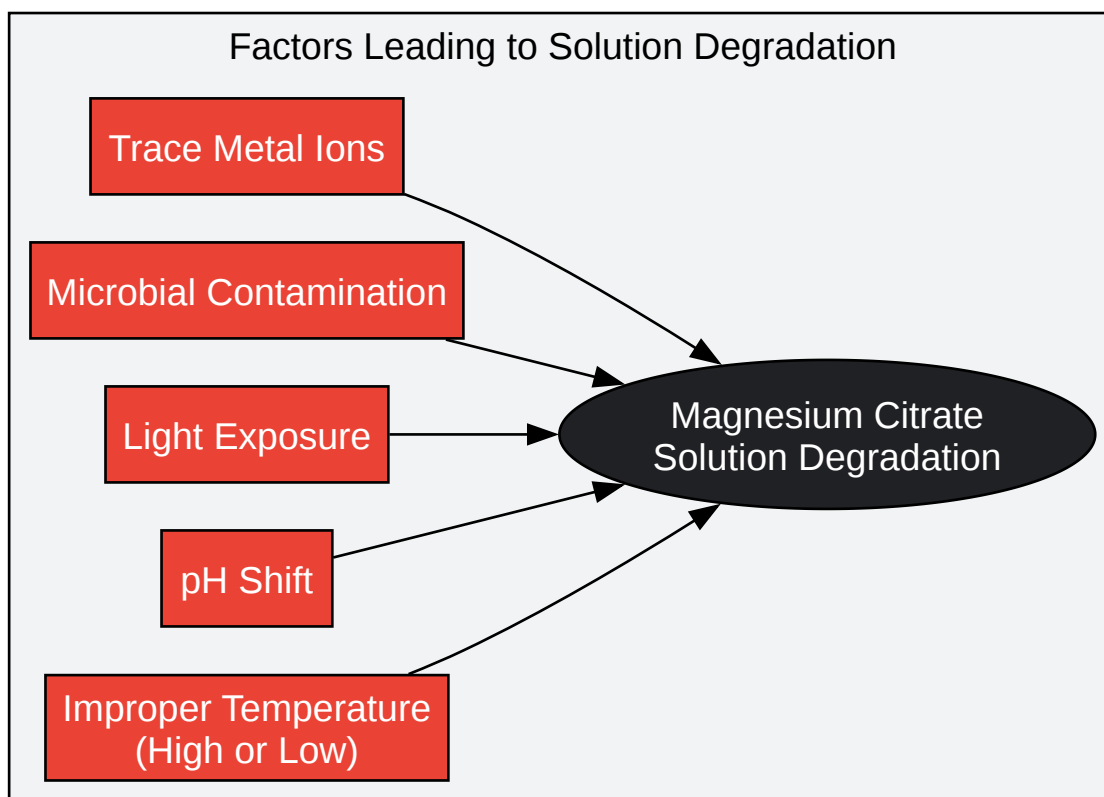 Factors Leading to Solution Degradation
Trace Metal Ions
Microbial Contamination
Light Exposure
pH Shift
Improper Temperature
(High or Low)
Magnesium Citrate
Solution Degradation